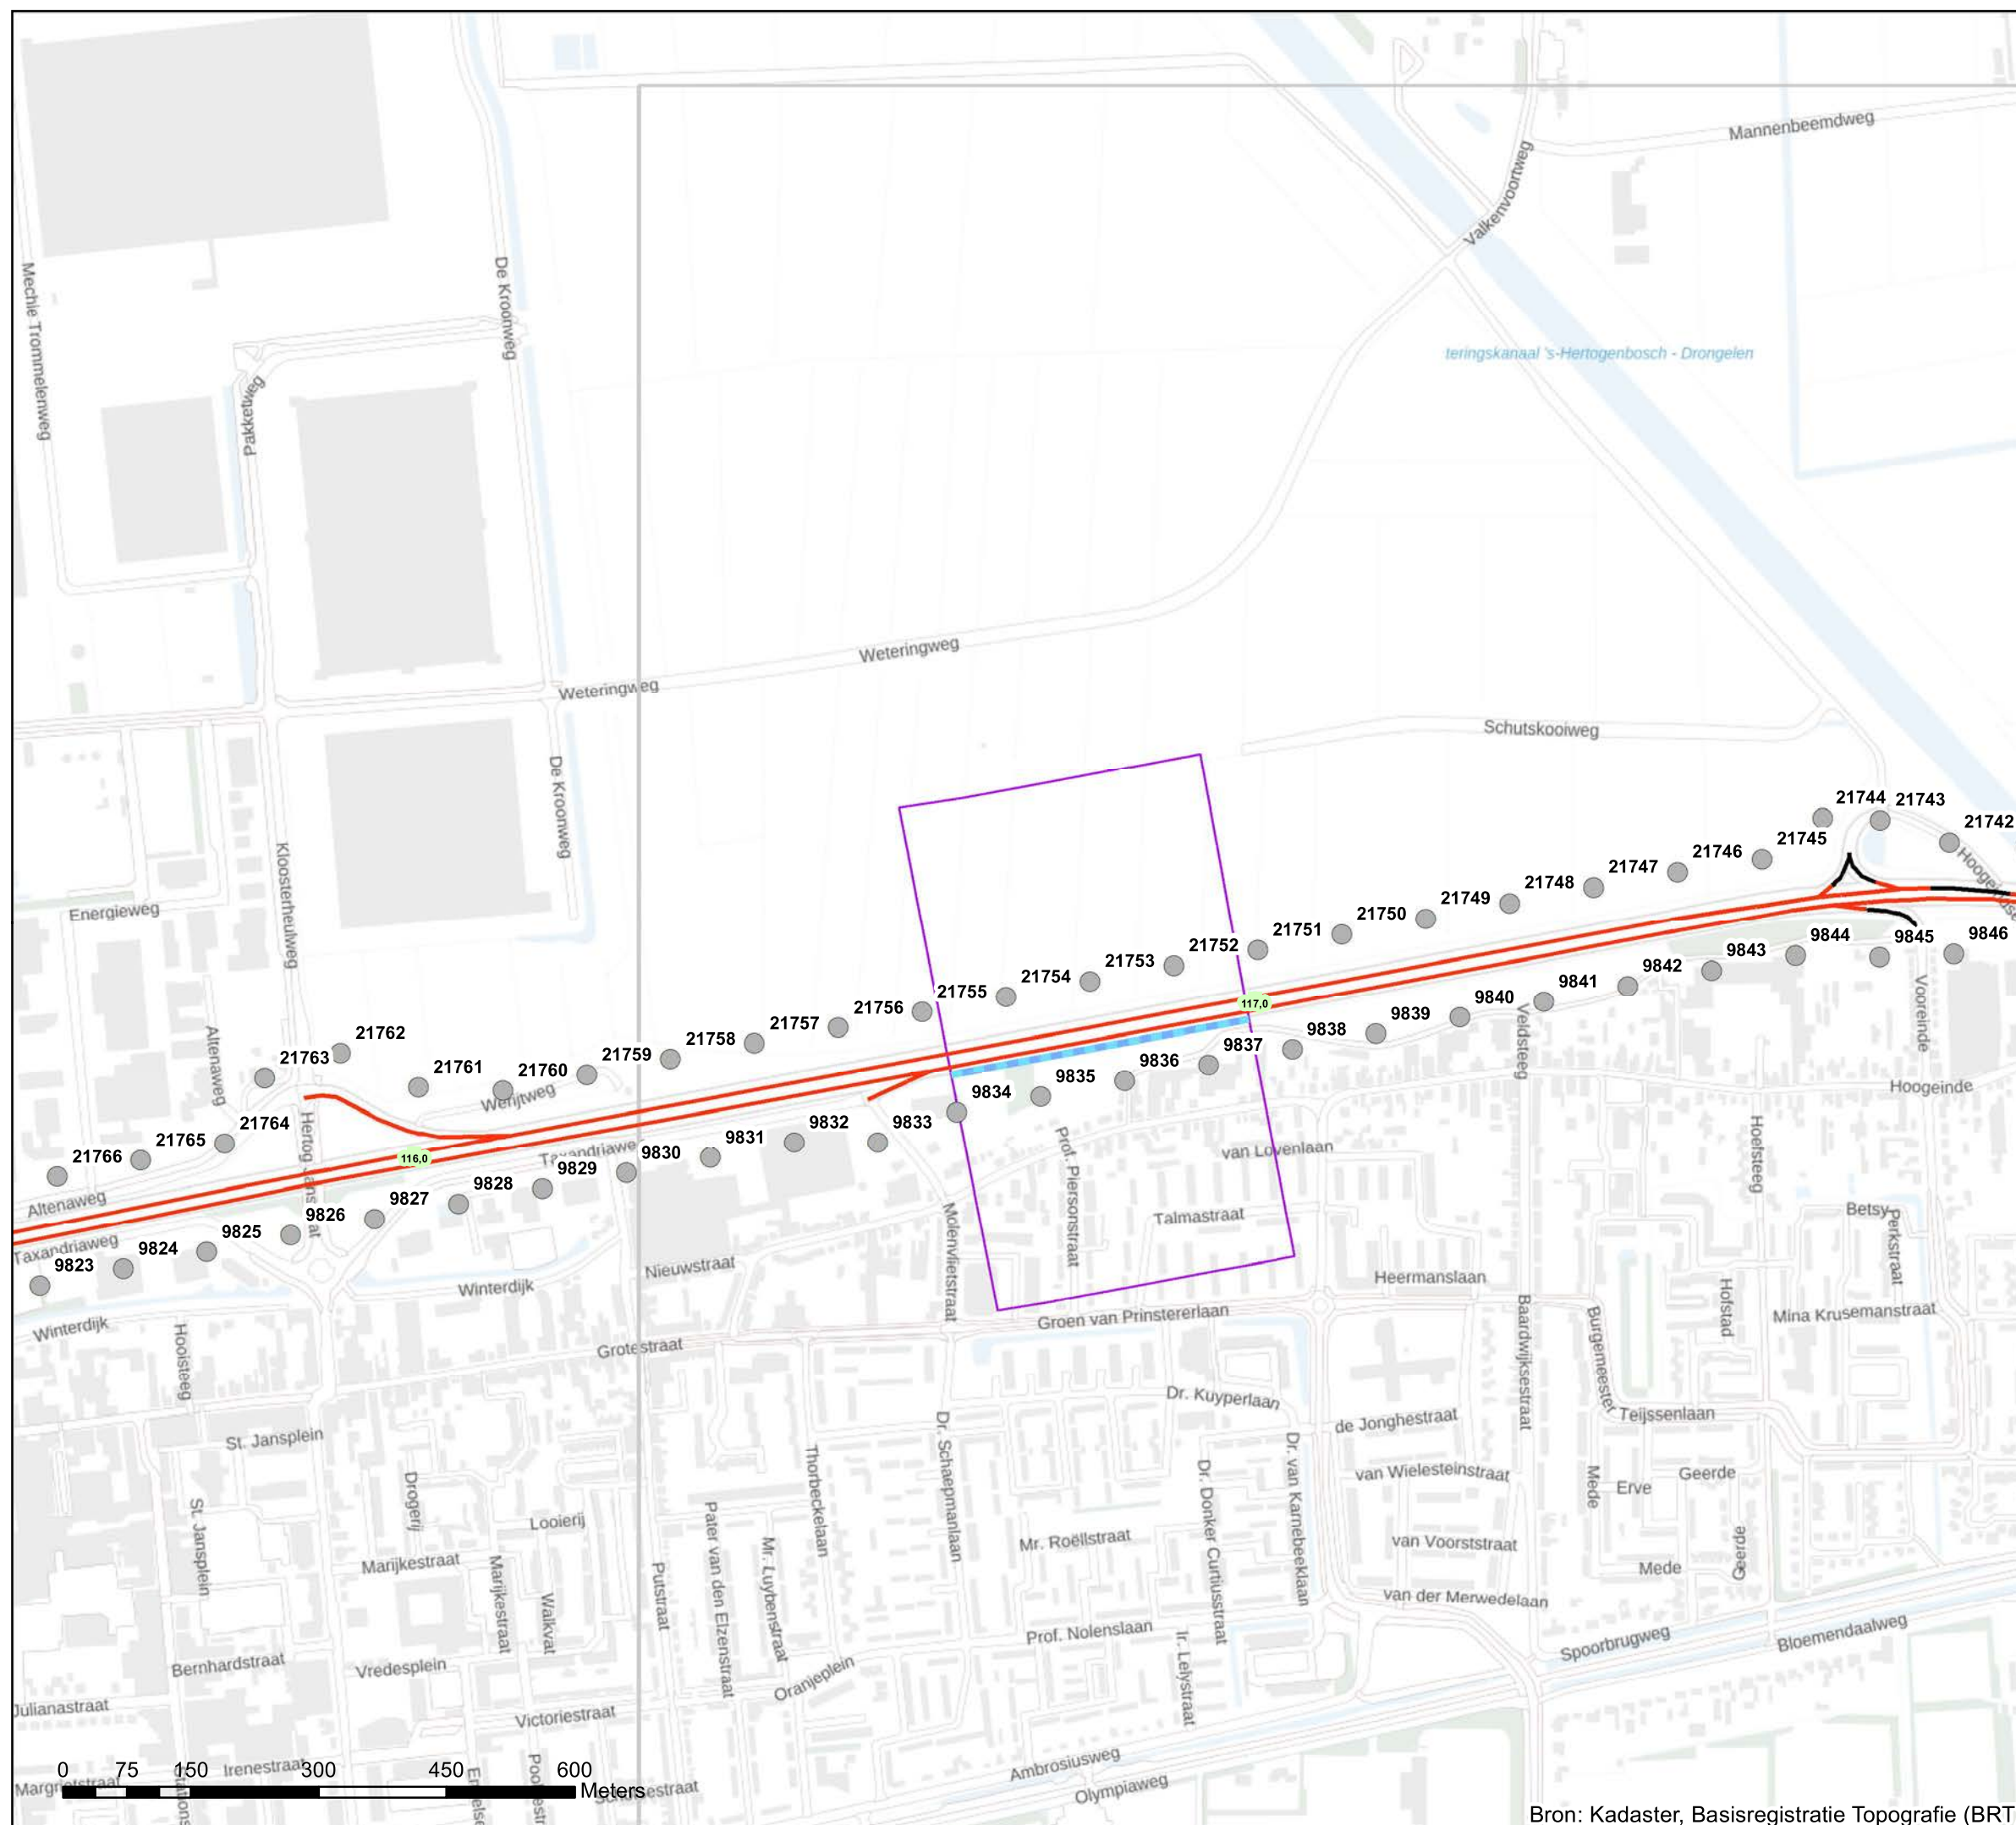 Mannenbeemdweg
Valkenvoortweg
Mechie Trommelenweg
De Kroonweg
Pakketweg
teringskanaal 's-Hertogenbosch - Drongelen
Weteringweg
Weteringweg
Schutskooiweg
De Kroonweg
Kloosterheulweg
Energieweg
21744
21743
21742
21745
21746
21747
21748
21749
21750
21751
21752
21753
21754
21755
21756
21757
21758
21759
21760
21761
21762
21763
21764
21765
21766
117,0
116,0
9846
9845
9844
9843
9842
9841
9840
9839
9838
9837
9836
9835
9834
9833
9832
9831
9830
9829
9828
9827
9826
9825
9824
9823
Altenaweg
Altenaweg
Taxandriaweg
Veldsteeg
Vooreinde
Hoogeinde
Hoefsteeg
van Lovenlaan
Prof. Piersonstraat
Talmastraat
Molenvlietstraat
Nieuwstraat
Winterdijk
Winterdijk
Hooisteeg
Grotestraat
Groen van Prinstererlaan
Heermanslaan
Betsy
Perkstraat
Hofstad
Mina Krusemanstraat
Baardwijksestraat
Burgemeester
Teijssenlaan
Dr. Kuyperlaan
de Jonghestraat
St. Jansplein
St. Jansplein
Drogerij
Looierij
Thorbeckelaan
Dr. Schaepmanlaan
Dr. Donker Curtiusstraat
Dr. van Karnebeeklaan
van Wielesteinstraat
Mede
Erve
Geerde
Geerde
Mede
Mr. Roëllstraat
van Voorststraat
van der Merwedelaan
Marijkestraat
Marijkestraat
Walkvat
Putstraat
Pater van den Elzenstraat
Mr. Luybenstraat
Prof. Nolenslaan
Ir. Lelystraat
Spoorbrugweg
Bloemendaalweg
Bernhardstraat
Vredesplein
Oranjeplein
Julianastraat
Victoriestraat
Irenestraat
Ambrosiusweg
Olympiaweg
0 75 150 300 450 600
Meters
Bron: Kadaster, Basisregistratie Topografie (BRT